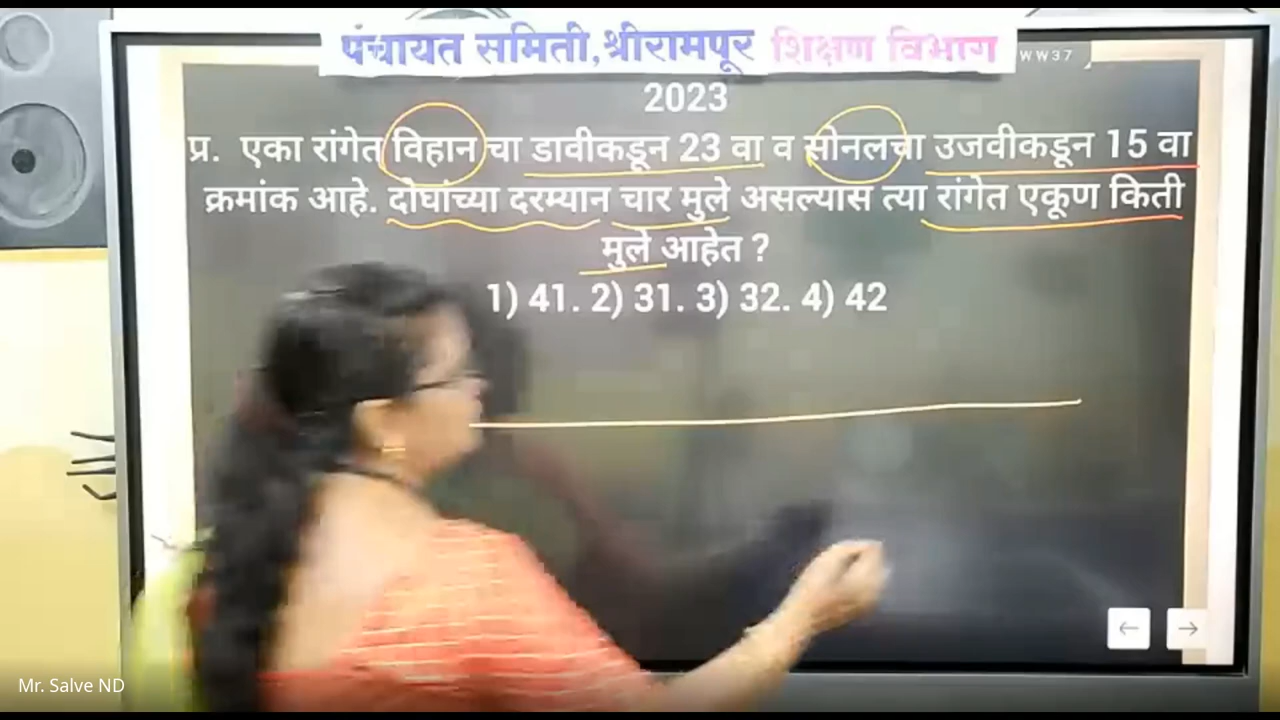 पंचायत समिती,श्रीरामपूर शिक्षण विभाग
WW37
2023
प्र. एका रांगेत विहान चा डावीकडून 23 वा व सोनलचा उजवीकडून 15 वा
क्रमांक आहे. दोघांच्या दरम्यान चार मुले असल्यास त्या रांगेत एकूण किती
मुले आहेत ?
1) 41. 2) 31. 3) 32. 4) 42
Mr. Salve ND